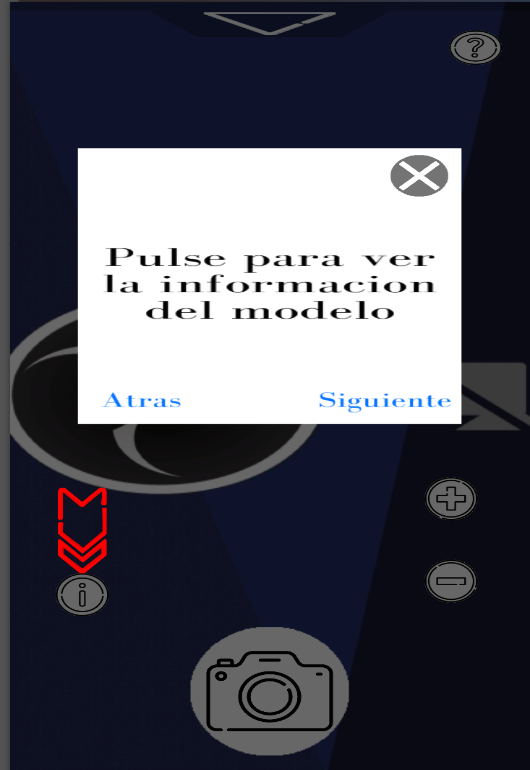 ?
Pulse para ver
la informacion
del modelo
Atras
Siguiente
i